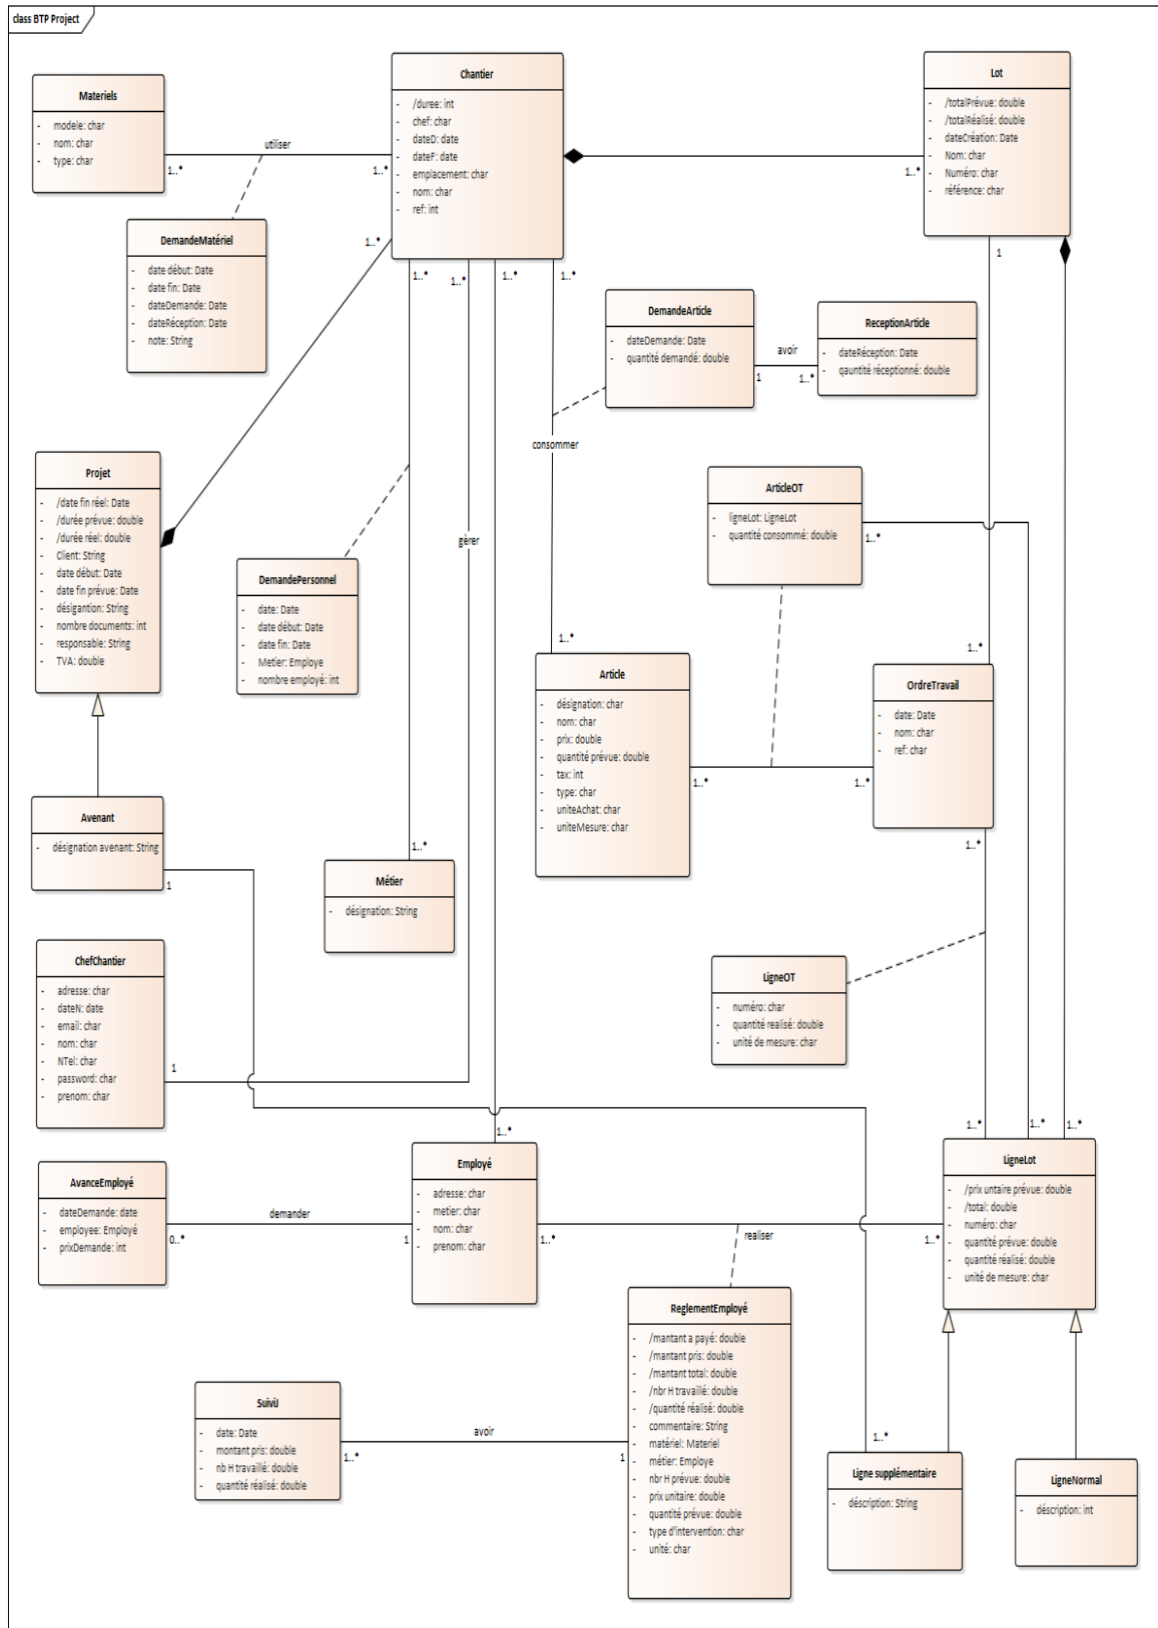 class BTP Project
Materiels
- modele: char
- nom: char
- type: char
utiliser
1..*
1..*
Chantier
- /duree: int
- chef: char
- dateD: date
- dateF: date
- emplacement: char
- nom: char
- ref: int
1..*
1..*
1..*
1..*
1..*
Lot
- /totalPrévue: double
- /totalRéalisé: double
- dateCréation: Date
- Nom: char
- Numéro: char
- référence: char
1..*
1
DemandeMatériel
- date début: Date
- date fin: Date
- dateDemande: Date
- dateRéception: Date
- note: String
DemandeArticle
- dateDemande: Date
- quantité demandé: double
avoir
1
1..*
ReceptionArticle
- dateRéception: Date
- qauntité réceptionné: double
consommer
Projet
- /date fin réel: Date
- /durée prévue: double
- /durée réel: double
- Client: String
- date début: Date
- date fin prévue: Date
- désigantion: String
- nombre documents: int
- responsable: String
- TVA: double
gèrer
ArticleOT
- ligneLot: LigneLot
- quantité consommé: double
1..*
DemandePersonnel
- date: Date
- date début: Date
- date fin: Date
- Metier: Employe
- nombre employé: int
1..*
Article
- désignation: char
- nom: char
- prix: double
- quantité prévue: double
- tax: int
- type: char
- uniteAchat: char
- uniteMesure: char
1..*
1..*
1..*
OrdreTravail
- date: Date
- nom: char
- ref: char
1..*
Avenant
- désignation avenant: String
1
1..*
Métier
- désignation: String
ChefChantier
- adresse: char
- dateN: date
- email: char
- nom: char
- NTel: char
- password: char
- prenom: char
1
LigneOT
- numéro: char
- quantité realisé: double
- unité de mesure: char
1..*
1..*
1..*
1..*
AvanceEmployé
- dateDemande: date
- employee: Employé
- prixDemande: int
demander
0..*
1
Employé
- adresse: char
- metier: char
- nom: char
- prenom: char
1..*
realiser
1..*
LigneLot
- /prix untaire prévue: double
- /total: double
- numéro: char
- quantité prévue: double
- quantité réalisé: double
- unité de mesure: char
ReglementEmployé
- /mantant a payé: double
- /mantant pris: double
- /mantant total: double
- /nbr H travaillé: double
- /quantité réalisé: double
- commentaire: String
- matériel: Materiel
- métier: Employe
- nbr H prévue: double
- prix unitaire: double
- quantité prévue: double
- type d'intervention: char
- unité: char
SuiviJ
- date: Date
- montant pris: double
- nb H travaillé: double
- quantité réalisé: double
avoir
1..*
1
1..*
Ligne supplémentaire
- déscription: String
LigneNormal
- déscription: int